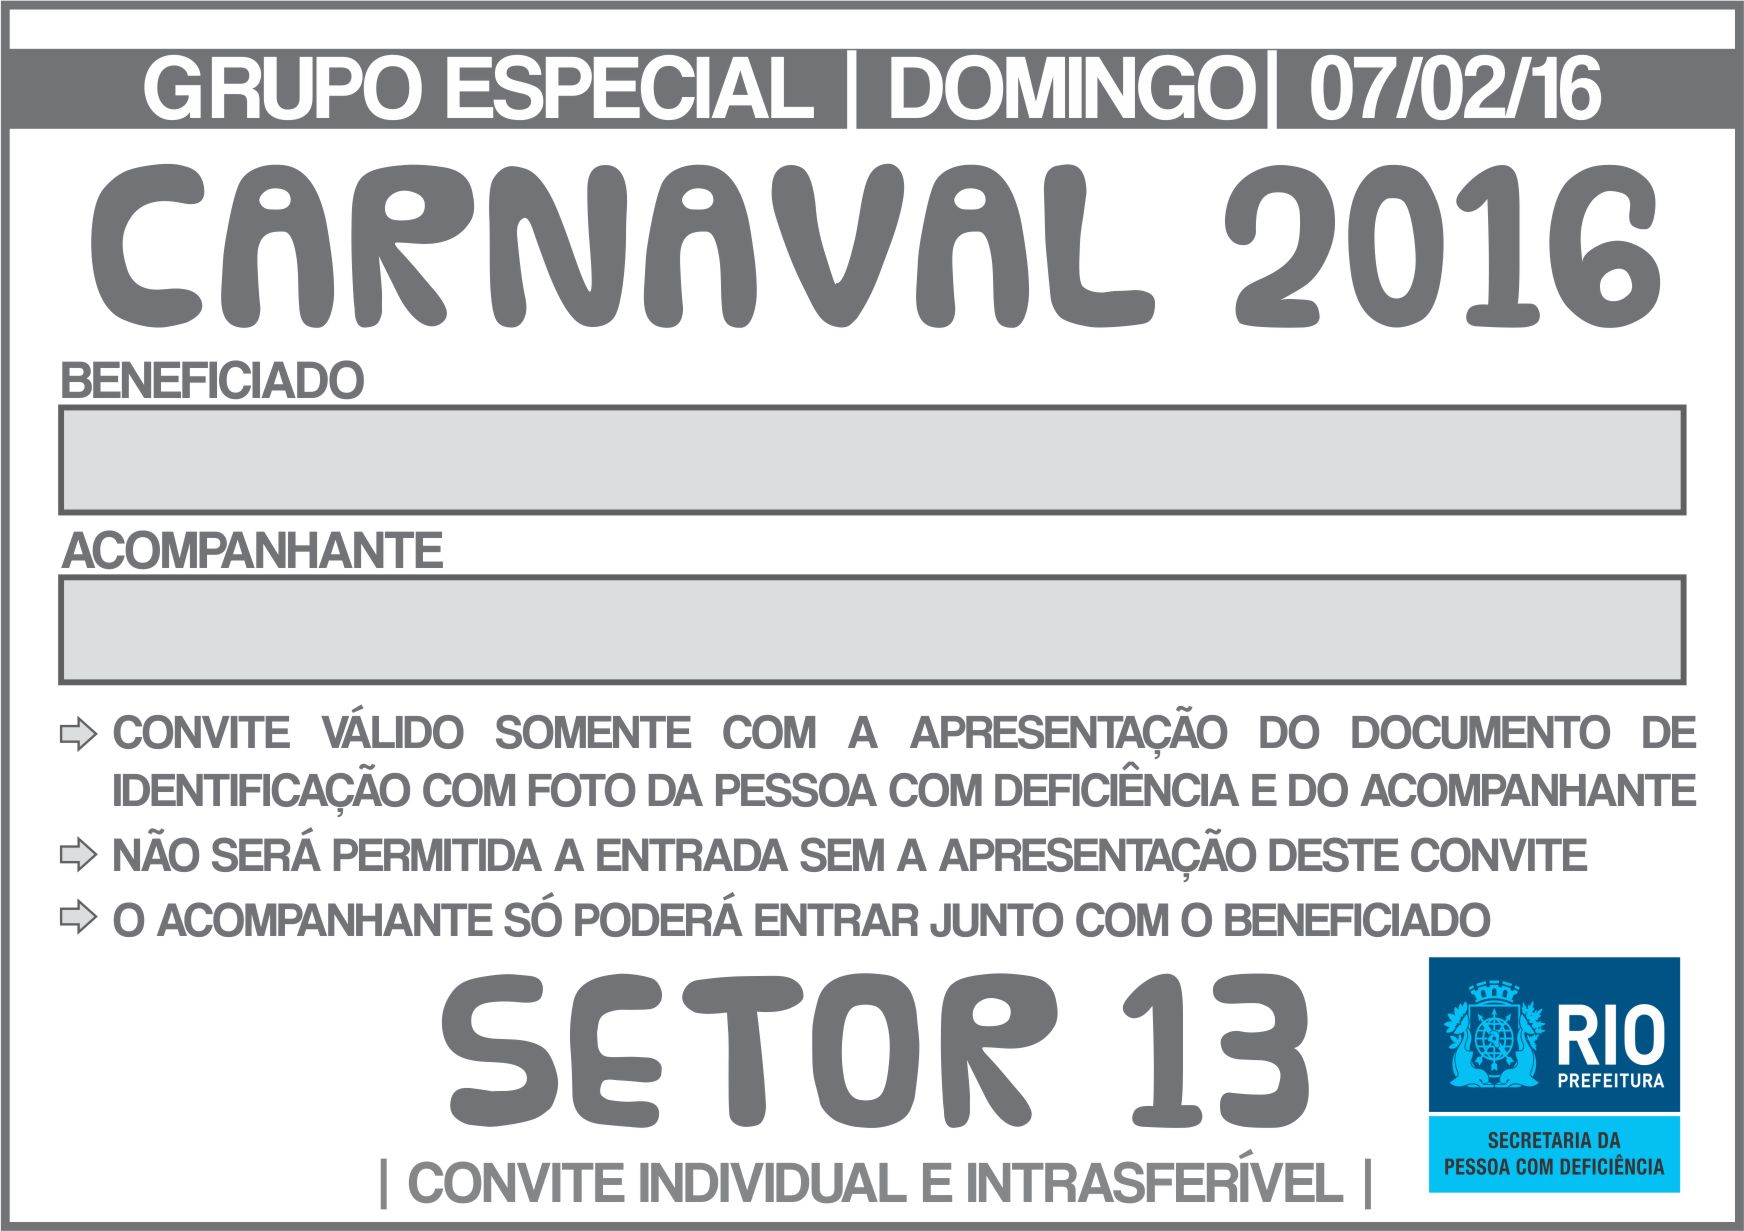 GRUPO ESPECIAL | DOMINGO | 07/02/16
CARNAVAL 2016
BENEFICIADO
ACOMPANHANTE
CONVITE VÁLIDO SOMENTE COM A APRESENTAÇÃO DO DOCUMENTO DE
IDENTIFICAÇÃO COM FOTO DA PESSOA COM DEFICIÊNCIA E DO ACOMPANHANTE
NÃO SERÁ PERMITIDA A ENTRADA SEM A APRESENTAÇÃO DESTE CONVITE
O ACOMPANHANTE SÓ PODERÁ ENTRAR JUNTO COM O BENEFICIADO
SETOR 13
| CONVITE INDIVIDUAL E INTRASFERÍVEL |
RIO
PREFEITURA
SECRETARIA DA
PESSOA COM DEFICIÊNCIA